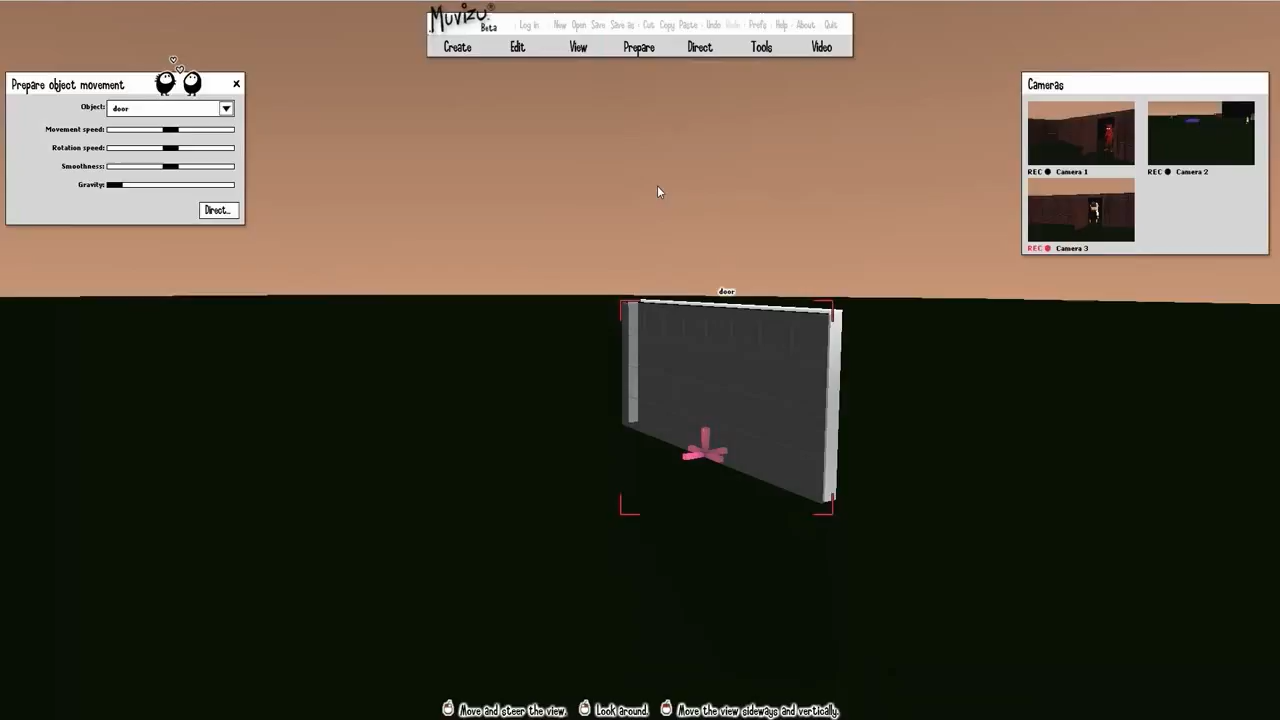 Muvizu®
Beta
Log in New Open Save Save as Cut Copy Paste Undo Redo Prefs Help About Quit
Create Edit View Prepare Direct Tools Video
Prepare object movement x
Object: door
Movement speed:
Rotation speed:
Smoothness:
Gravity:
Direct...
Cameras
REC Camera 1
REC Camera 2
REC Camera 3
door
Move and steer the view. Look around. Move the view sideways and vertically.